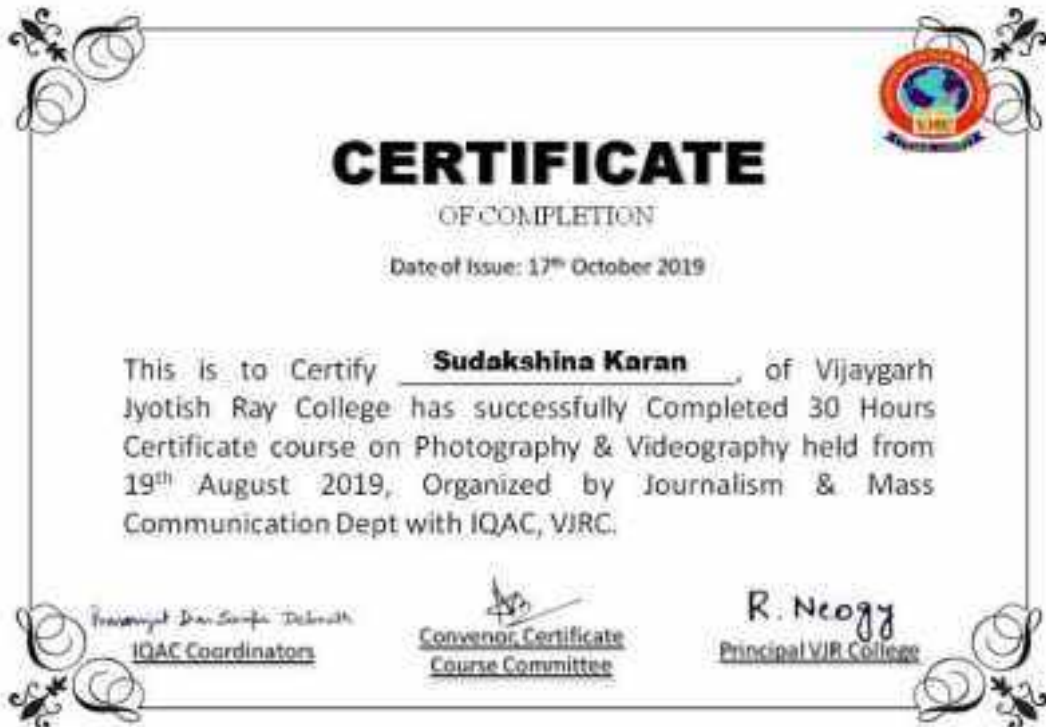 CERTIFICATE
OF COMPLETION
Date of Issue: 17th October 2019
This is to Certify Sudakshina Karan, of Vijaygarh
Jyotish Ray College has successfully Completed 30 Hours
Certificate course on Photography & Videography held from
19th August 2019, Organized by Journalism & Mass
Communication Dept with IQAC, VJRC.
R. Neogy
IQAC Coordinators
Convenor, Certificate
Course Committee
Principal VJR College